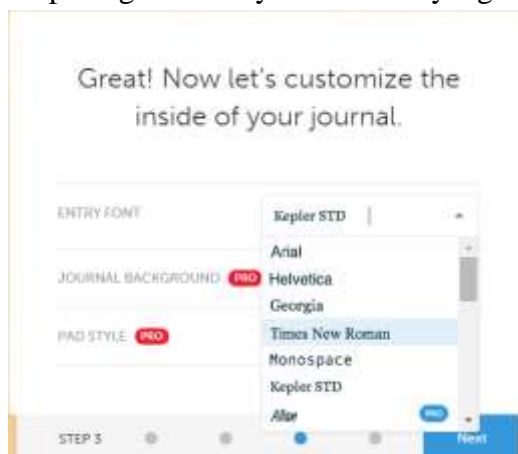 Great! Now let's customize the
inside of your journal.
ENTRY FONT
Kepler STD
Arial
JOURNAL BACKGROUND PRO
Helvetica
Georgia
PAD STYLE PRO
Times New Roman
Monospace
Kepler STD
PRO
STEP 3
Next